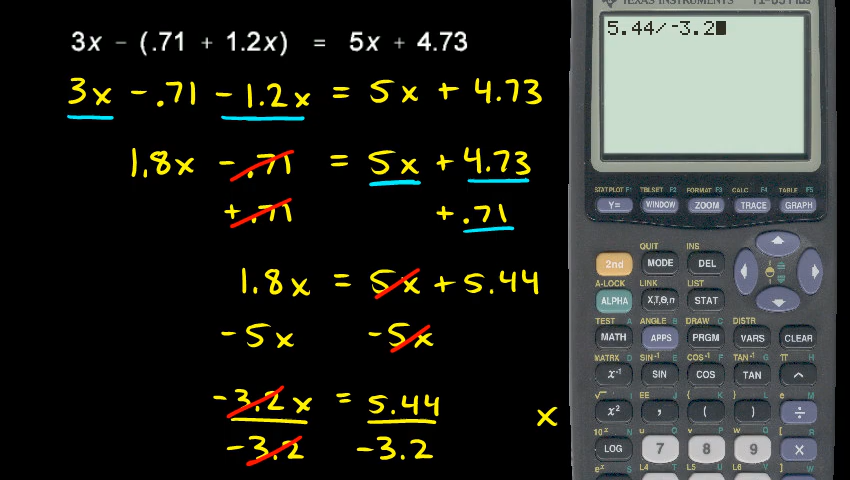 TEXAS INSTRUMENTS
5.44/-3.2
3x - (.71 + 1.2x) = 5x + 4.73
3x - .71 - 1.2x = 5x + 4.73
1.8x - .71 = 5x + 4.73
+ .71 + .71
1.8x = 5x + 5.44
- 5x - 5x
-3.2x = 5.44
-3.2 -3.2
x
STAT PLOT F1 TBLSET F2 FORMAT F3 CALC F4 TABLE F5
Y= WINDOW ZOOM TRACE GRAPH
QUIT INS
2nd MODE DEL
A-LOCK LINK LIST
ALPHA X,T,Θ,n STAT
TEST A ANGLE B DRAW C DISTR
MATH APPS PRGM VARS CLEAR
MATRX D SIN-1 E COS-1 F TAN-1 G π H
x-1 SIN COS TAN ^
√ I EE J { K } L e M
x² , ( ) ÷
10x N u O v P w Q [ R
LOG 7 8 9 X
ex S L4 T L5 U L6 V ] W